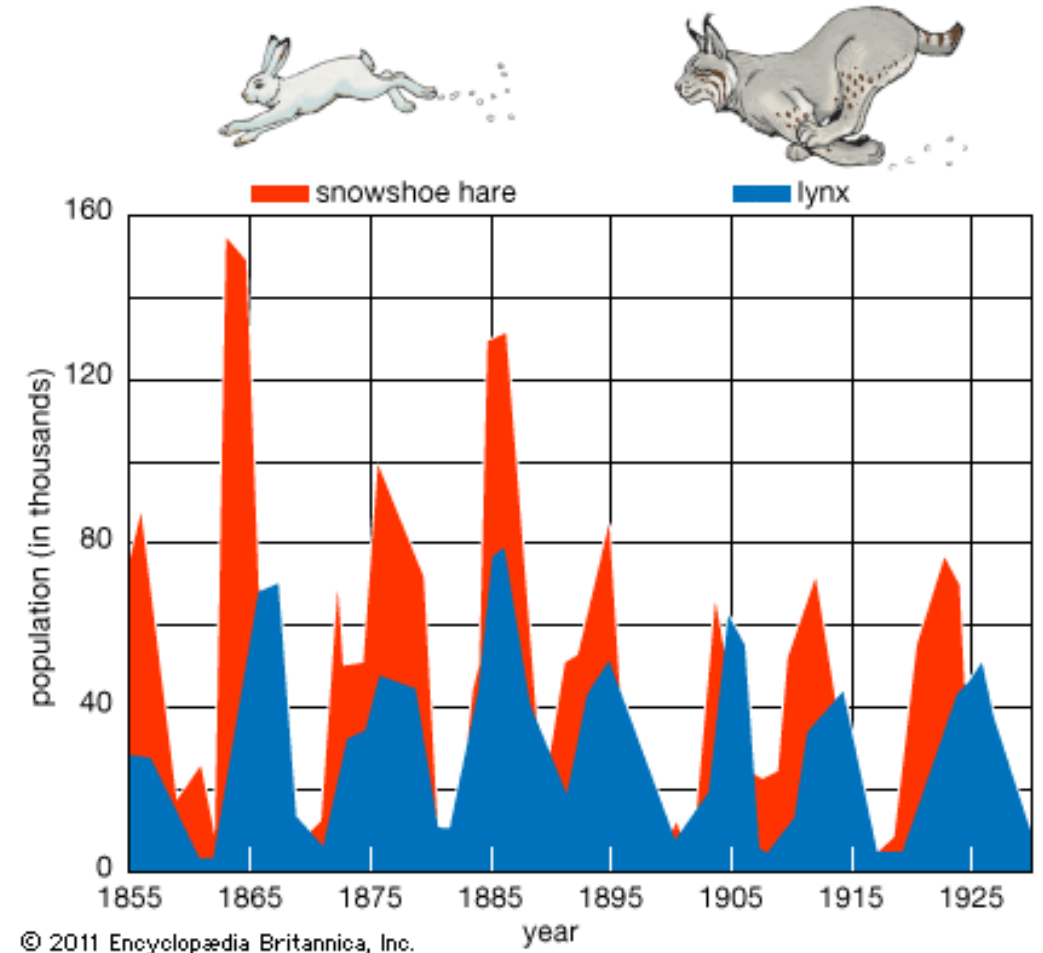 snowshoe hare
lynx
160
120
80
40
0
population (in thousands)
1855 1865 1875 1885 1895 1905 1915 1925
year
© 2011 Encyclopædia Britannica, Inc.